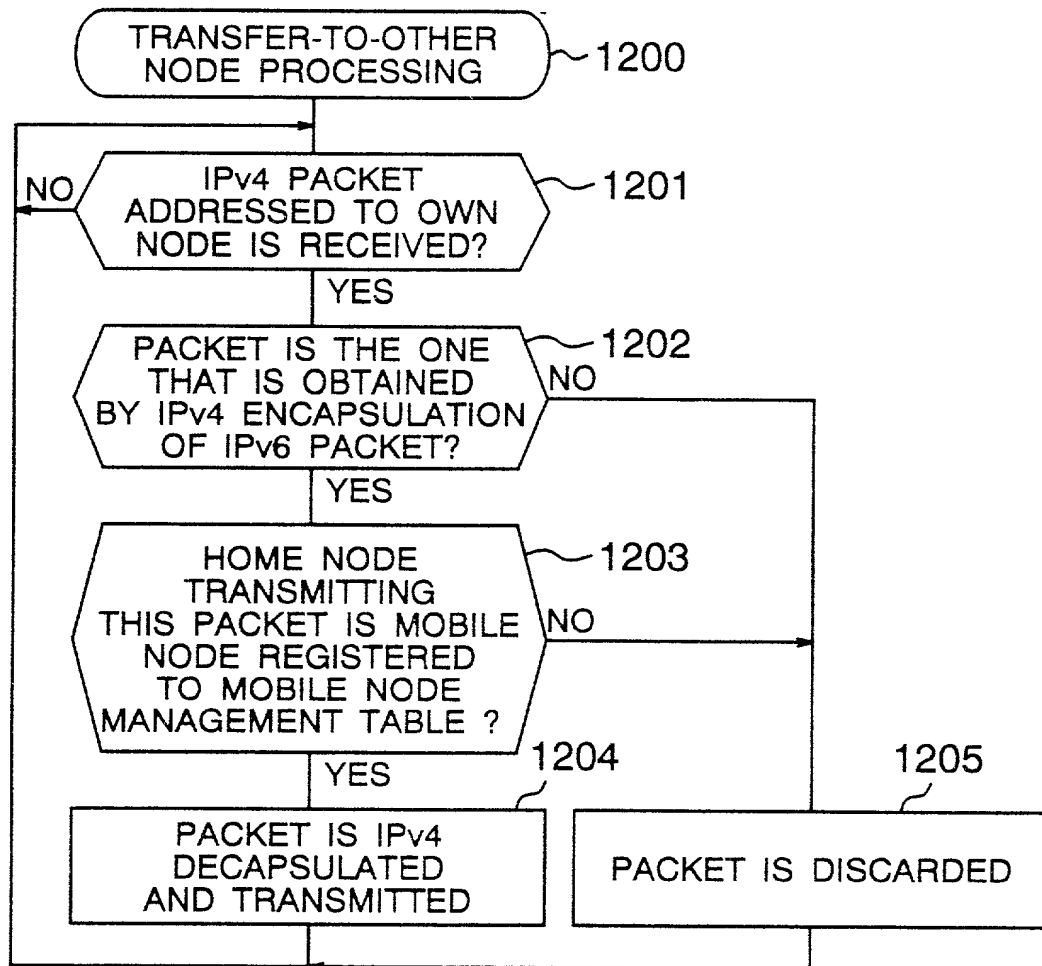 TRANSFER-TO-OTHER
NODE PROCESSING
1200
NO
IPv4 PACKET
ADDRESSED TO OWN
NODE IS RECEIVED?
1201
YES
PACKET IS THE ONE
THAT IS OBTAINED
BY IPv4 ENCAPSULATION
OF IPv6 PACKET?
1202
NO
YES
HOME NODE
TRANSMITTING
THIS PACKET IS MOBILE
NODE REGISTERED
TO MOBILE NODE
MANAGEMENT TABLE ?
1203
NO
YES
1204
PACKET IS IPv4
DECAPSULATED
AND TRANSMITTED
1205
PACKET IS DISCARDED